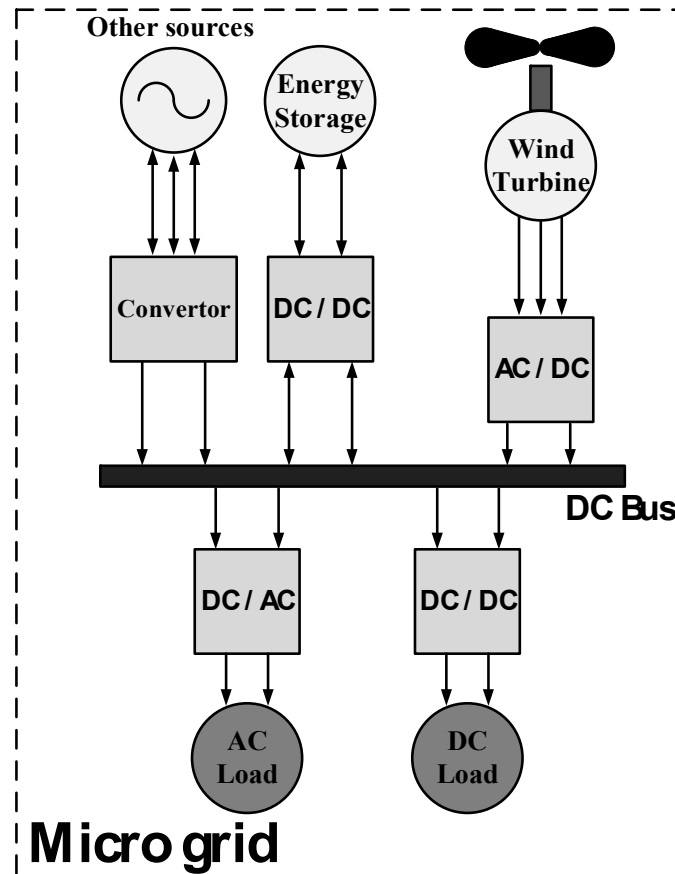 Other sources
Energy
Storage
Wind
Turbine
Convertor
DC / DC
AC / DC
DC Bus
DC / AC
DC / DC
AC
Load
DC
Load
Micro grid